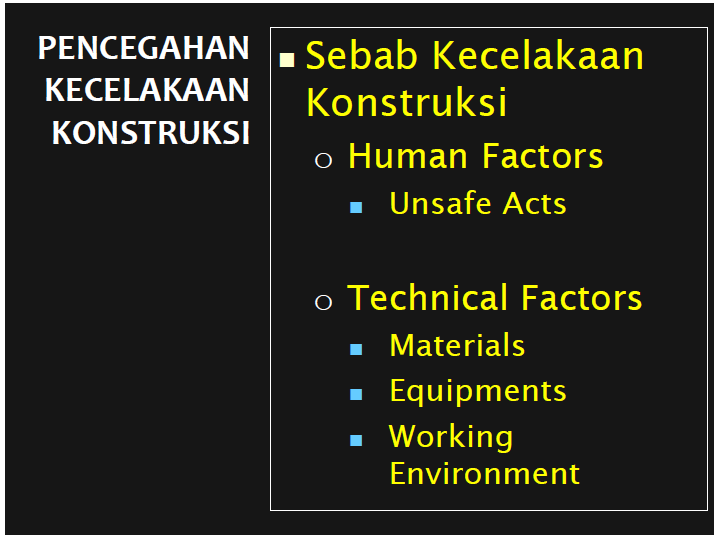 PENCEGAHAN
KECELAKAAN
KONSTRUKSI
Sebab Kecelakaan
Konstruksi
Human Factors
Unsafe Acts
Technical Factors
Materials
Equipments
Working
Environment